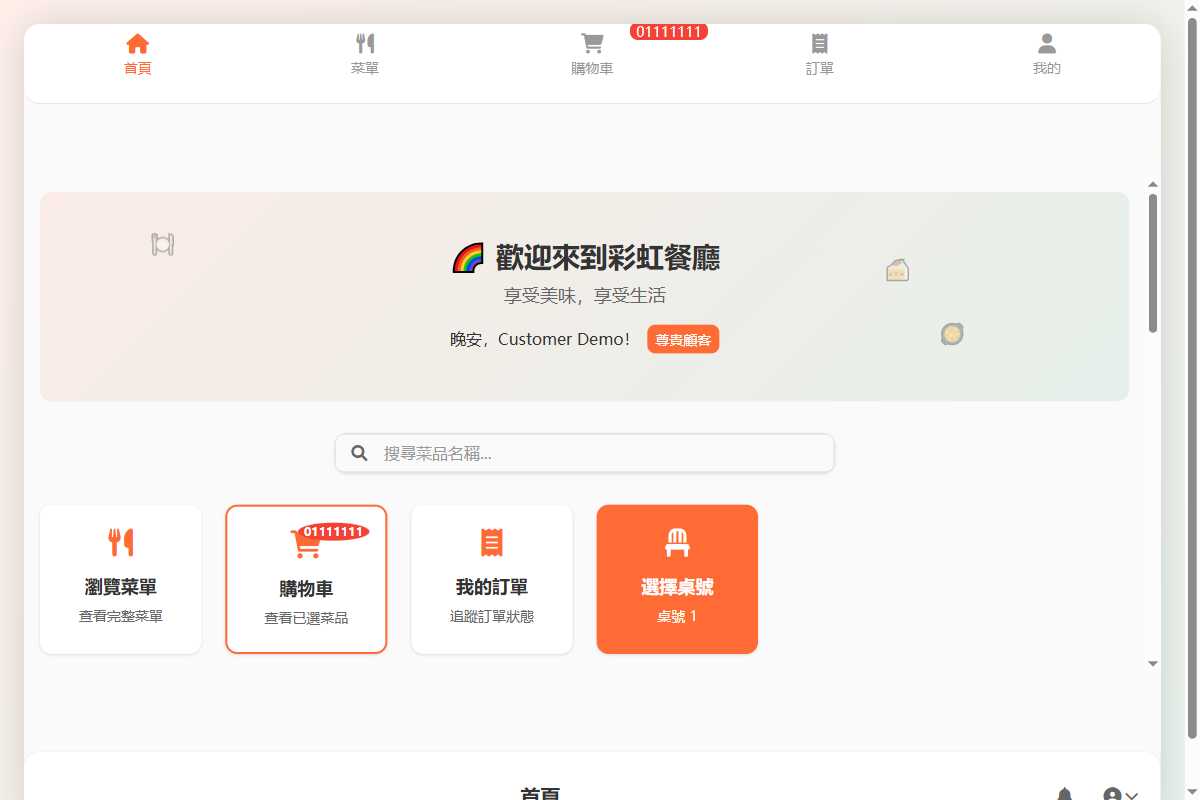 01111111
首頁
菜單
購物車
訂單
我的
🌈 歡迎來到彩虹餐廳
享受美味，享受生活
晚安，Customer Demo！
尊貴顧客
搜尋菜品名稱...
瀏覽菜單
查看完整菜單
01111111
購物車
查看已選菜品
我的訂單
追蹤訂單狀態
選擇桌號
桌號 1
首頁